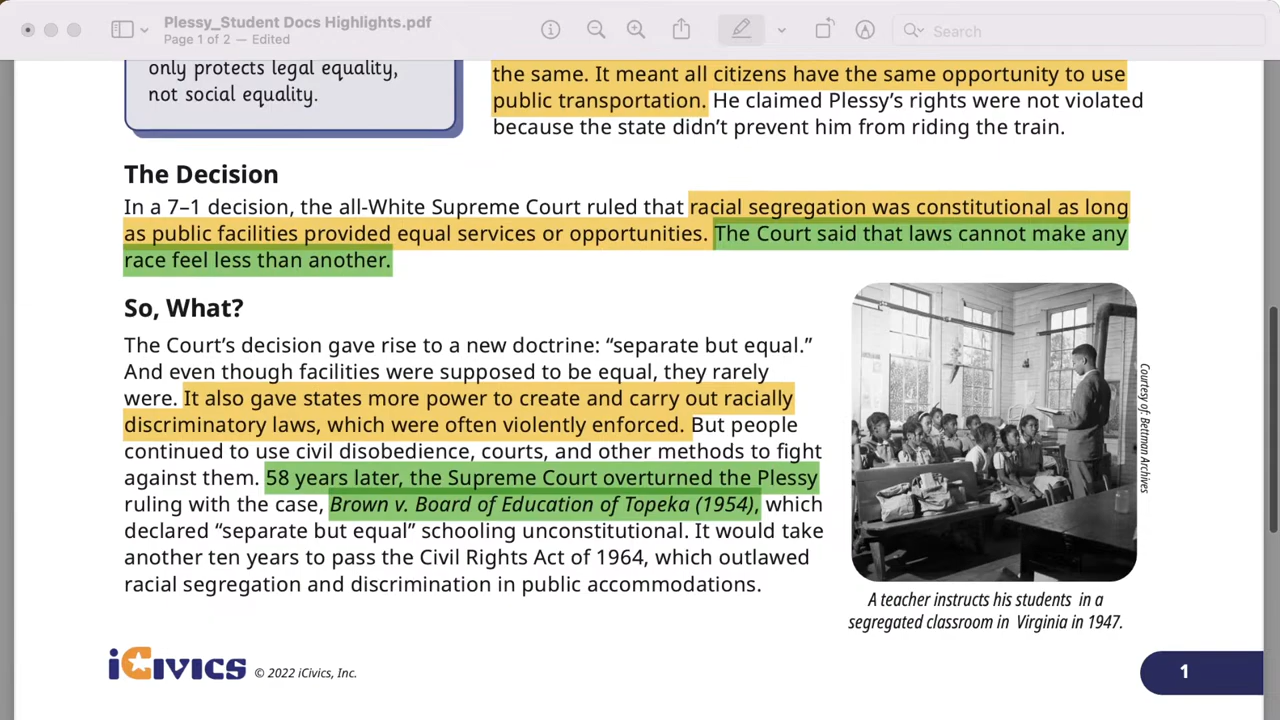 Plessy_Student Docs Highlights.pdf
Page 1 of 2 — Edited
Search
only protects legal equality,
not social equality.
the same. It meant all citizens have the same opportunity to use
public transportation. He claimed Plessy’s rights were not violated
because the state didn’t prevent him from riding the train.
The Decision
In a 7–1 decision, the all-White Supreme Court ruled that racial segregation was constitutional as long
as public facilities provided equal services or opportunities. The Court said that laws cannot make any
race feel less than another.
So, What?
The Court’s decision gave rise to a new doctrine: “separate but equal.”
And even though facilities were supposed to be equal, they rarely
were. It also gave states more power to create and carry out racially
discriminatory laws, which were often violently enforced. But people
continued to use civil disobedience, courts, and other methods to fight
against them. 58 years later, the Supreme Court overturned the Plessy
ruling with the case, Brown v. Board of Education of Topeka (1954), which
declared “separate but equal” schooling unconstitutional. It would take
another ten years to pass the Civil Rights Act of 1964, which outlawed
racial segregation and discrimination in public accommodations.
Courtesy of: Bettman Archives
A teacher instructs his students in a
segregated classroom in Virginia in 1947.
iCivics © 2022 iCivics, Inc.
1